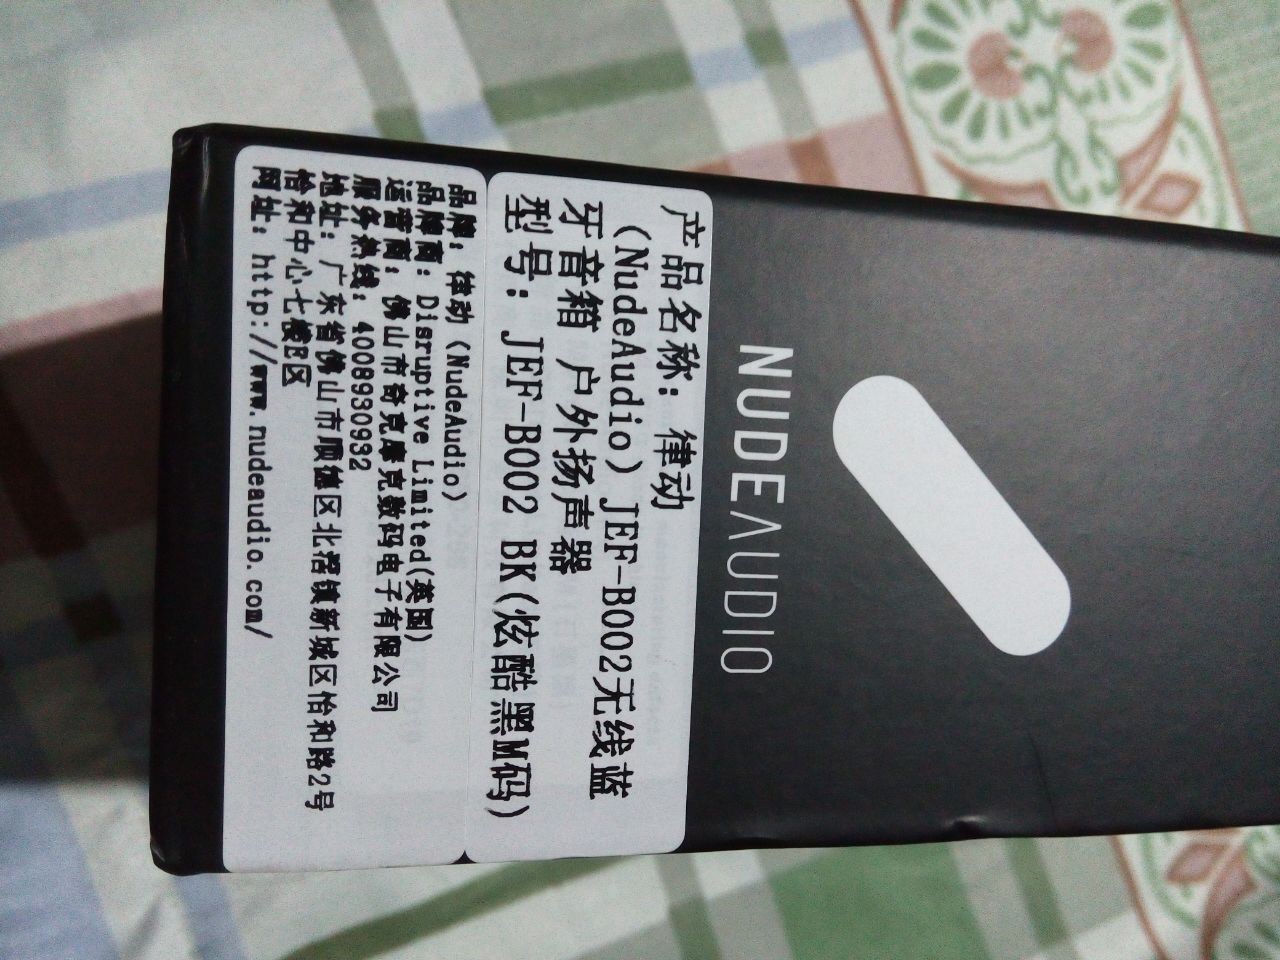 NUDEAUDIO
产品名称：律动
（NudeAudio）JEF-B002无线蓝
牙音箱 户外扬声器
型号：JEF-B002 BK(炫酷黑M码)
品牌：律动（NudeAudio）
品牌商：Disruptive Limited(美国)
运营商：佛山市奇克摩克数码电子有限公司
服务热线：4008930932
地址：广东省佛山市顺德区北滘镇新城区怡和路2号
怡和中心七楼E区
网址：http://www.nudeaudio.com/